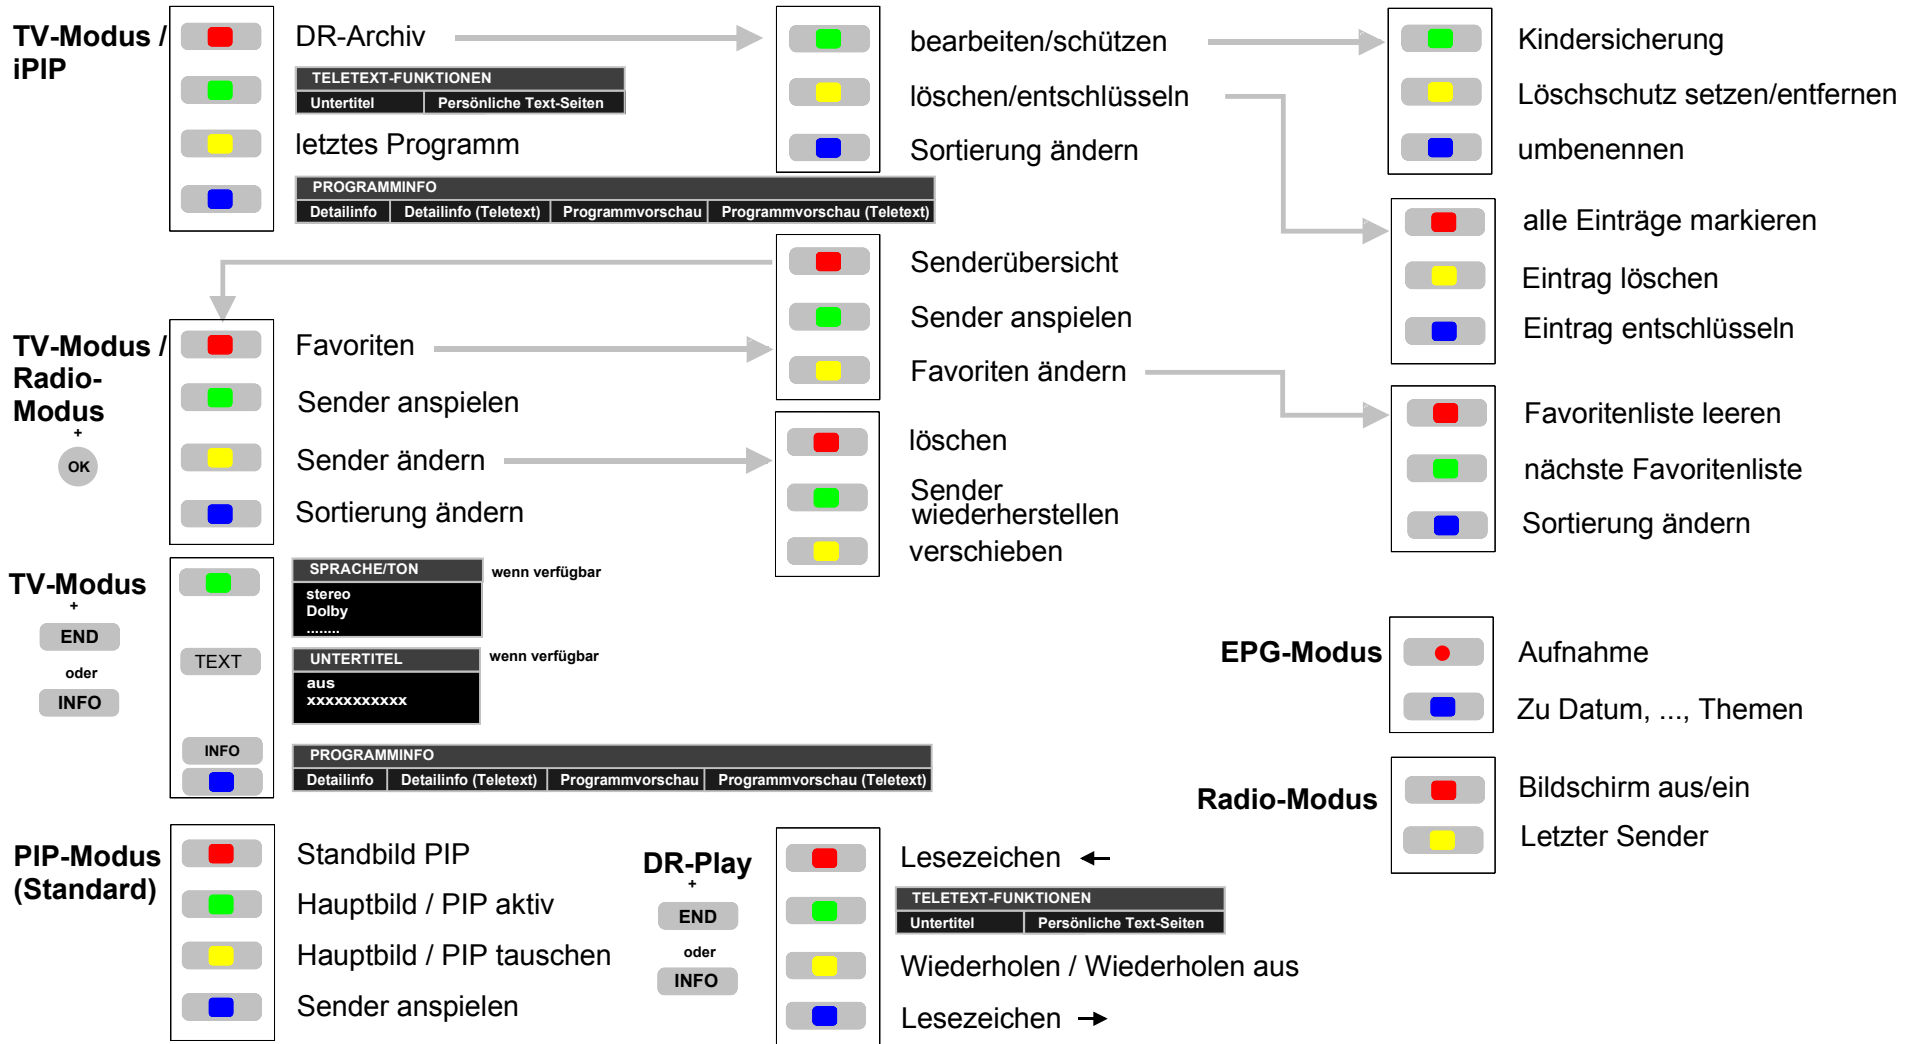 TV-Modus /
iPIP
DR-Archiv
TELETEXT-FUNKTIONEN
Untertitel Persönliche Text-Seiten
letztes Programm
PROGRAMMINFO
Detailinfo Detailinfo (Teletext) Programmvorschau Programmvorschau (Teletext)
bearbeiten/schützen
löschen/entschlüsseln
Sortierung ändern
Kindersicherung
Löschschutz setzen/entfernen
umbenennen
alle Einträge markieren
Eintrag löschen
Eintrag entschlüsseln
TV-Modus /
Radio-
Modus
+
OK
Favoriten
Sender anspielen
Sender ändern
Sortierung ändern
Senderübersicht
Sender anspielen
Favoriten ändern
löschen
Sender
wiederherstellen
verschieben
Favoritenliste leeren
nächste Favoritenliste
Sortierung ändern
TV-Modus
+
END
oder
INFO
SPRACHE/TON
wenn verfügbar
stereo
Dolby
........
TEXT
UNTERTITEL
wenn verfügbar
aus
xxxxxxxxxxx
INFO
PROGRAMMINFO
Detailinfo Detailinfo (Teletext) Programmvorschau Programmvorschau (Teletext)
EPG-Modus
Aufnahme
Zu Datum, ..., Themen
Radio-Modus
Bildschirm aus/ein
Letzter Sender
PIP-Modus
(Standard)
Standbild PIP
Hauptbild / PIP aktiv
Hauptbild / PIP tauschen
Sender anspielen
DR-Play
+
END
oder
INFO
Lesezeichen ←
TELETEXT-FUNKTIONEN
Untertitel Persönliche Text-Seiten
Wiederholen / Wiederholen aus
Lesezeichen →